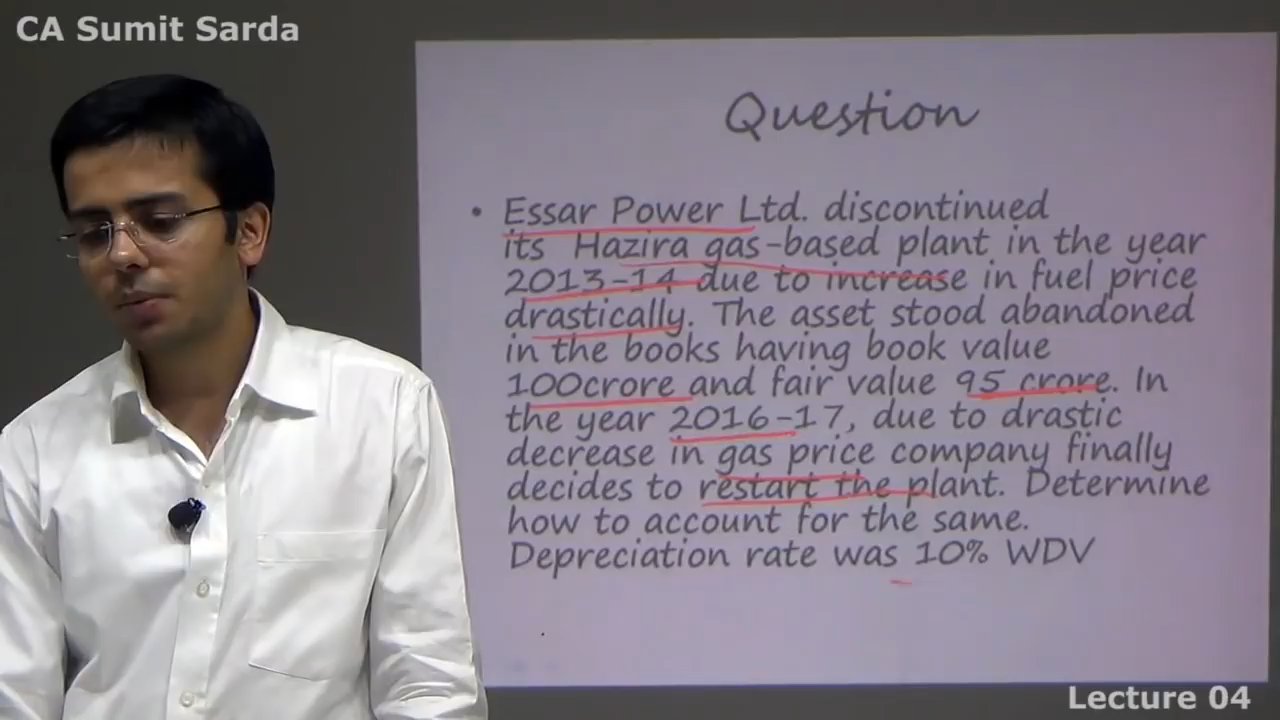 CA Sumit Sarda
Question
• Essar Power Ltd. discontinued
its Hazira gas-based plant in the year
2013-14 due to increase in fuel price
drastically. The asset stood abandoned
in the books having book value
100crore and fair value 95 crore. In
the year 2016-17, due to drastic
decrease in gas price company finally
decides to restart the plant. Determine
how to account for the same.
Depreciation rate was 10% WDV
Lecture 04